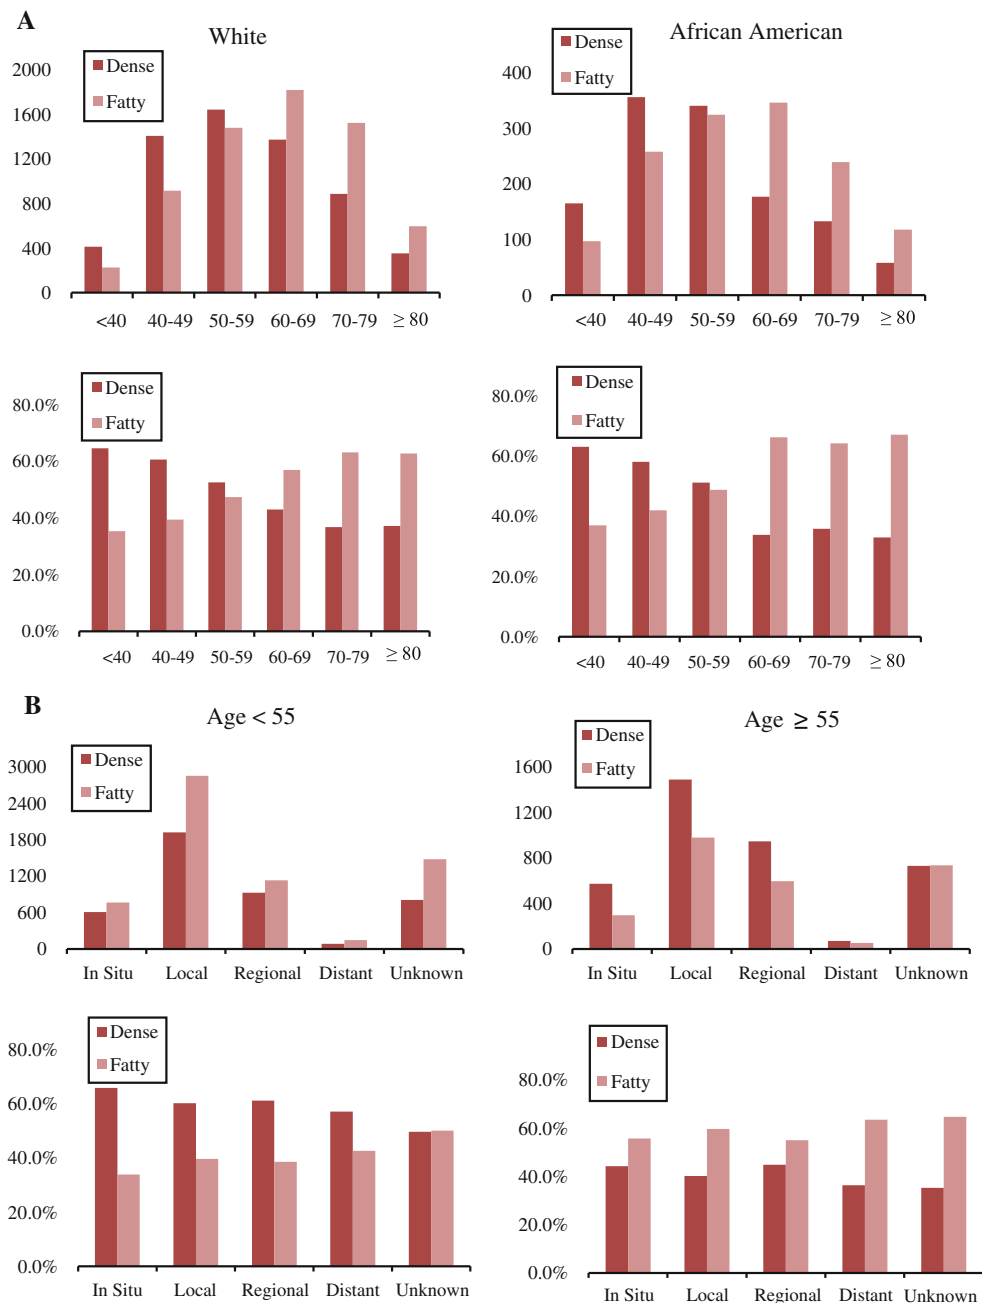 A
White
Dense
Fatty
2000
1600
1200
800
400
0
<40 40-49 50-59 60-69 70-79 ≥ 80
African American
Dense
Fatty
400
300
200
100
0
<40 40-49 50-59 60-69 70-79 ≥ 80
Dense
Fatty
80.0%
60.0%
40.0%
20.0%
0.0%
<40 40-49 50-59 60-69 70-79 ≥ 80
Dense
Fatty
80.0%
60.0%
40.0%
20.0%
0.0%
<40 40-49 50-59 60-69 70-79 ≥ 80
B
Age < 55
Dense
Fatty
3000
2400
1800
1200
600
0
In Situ Local Regional Distant Unknown
Age ≥ 55
Dense
Fatty
1600
1200
800
400
0
In Situ Local Regional Distant Unknown
Dense
Fatty
80.0%
60.0%
40.0%
20.0%
0.0%
In Situ Local Regional Distant Unknown
Dense
Fatty
80.0%
60.0%
40.0%
20.0%
0.0%
In Situ Local Regional Distant Unknown